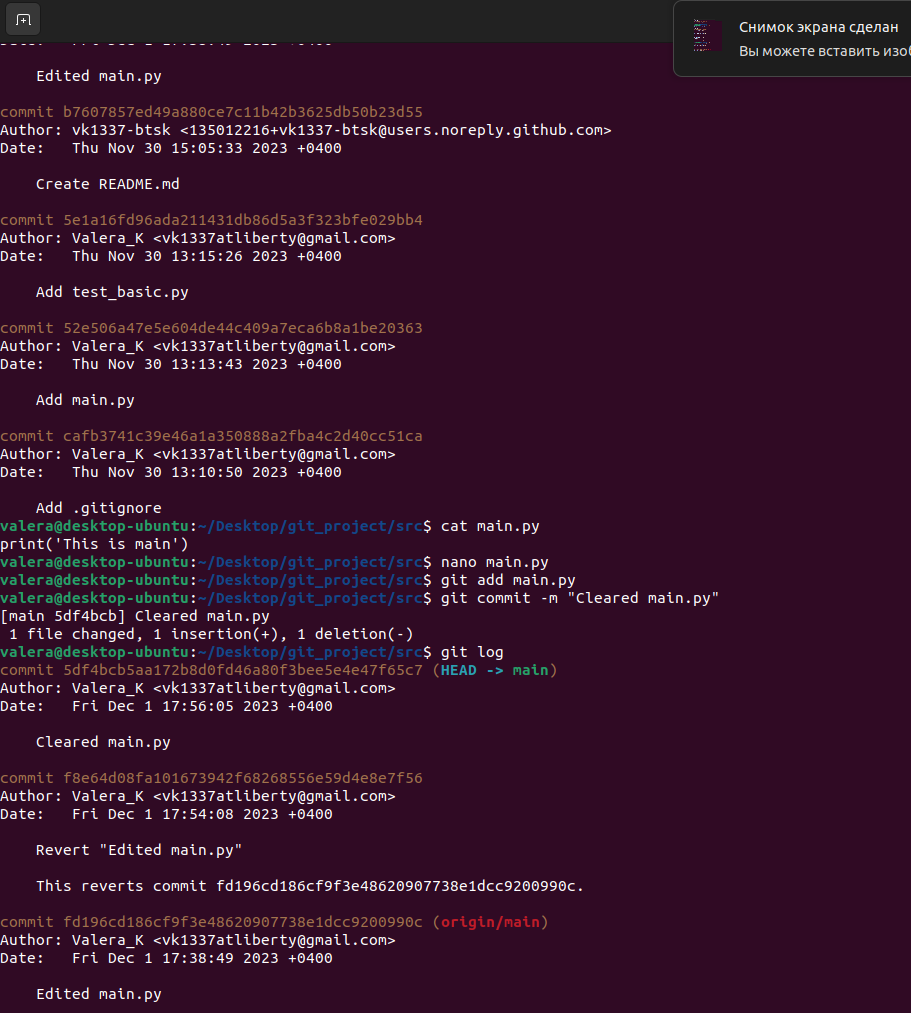 Снимок экрана сделан
Вы можете вставить изоб
Edited main.py
commit b7607857ed49a880ce7c11b42b3625db50b23d55
Author: vk1337-btsk <135012216+vk1337-btsk@users.noreply.github.com>
Date:   Thu Nov 30 15:05:33 2023 +0400
Create README.md
commit 5e1a16fd96ada211431db86d5a3f323bfe029bb4
Author: Valera_K <vk1337atliberty@gmail.com>
Date:   Thu Nov 30 13:15:26 2023 +0400
Add test_basic.py
commit 52e506a47e5e604de44c409a7eca6b8a1be20363
Author: Valera_K <vk1337atliberty@gmail.com>
Date:   Thu Nov 30 13:13:43 2023 +0400
Add main.py
commit cafb3741c39e46a1a350888a2fba4c2d40cc51ca
Author: Valera_K <vk1337atliberty@gmail.com>
Date:   Thu Nov 30 13:10:50 2023 +0400
Add .gitignore
valera@desktop-ubuntu:~/Desktop/git_project/src$ cat main.py
print('This is main')
valera@desktop-ubuntu:~/Desktop/git_project/src$ nano main.py
valera@desktop-ubuntu:~/Desktop/git_project/src$ git add main.py
valera@desktop-ubuntu:~/Desktop/git_project/src$ git commit -m "Cleared main.py"
[main 5df4bcb] Cleared main.py
 1 file changed, 1 insertion(+), 1 deletion(-)
valera@desktop-ubuntu:~/Desktop/git_project/src$ git log
commit 5df4bcb5aa172b8d0fd46a80f3bee5e4e47f65c7 (HEAD -> main)
Author: Valera_K <vk1337atliberty@gmail.com>
Date:   Fri Dec 1 17:56:05 2023 +0400
Cleared main.py
commit f8e64d08fa101673942f68268556e59d4e8e7f56
Author: Valera_K <vk1337atliberty@gmail.com>
Date:   Fri Dec 1 17:54:08 2023 +0400
Revert "Edited main.py"
This reverts commit fd196cd186cf9f3e48620907738e1dcc9200990c.
commit fd196cd186cf9f3e48620907738e1dcc9200990c (origin/main)
Author: Valera_K <vk1337atliberty@gmail.com>
Date:   Fri Dec 1 17:38:49 2023 +0400
Edited main.py